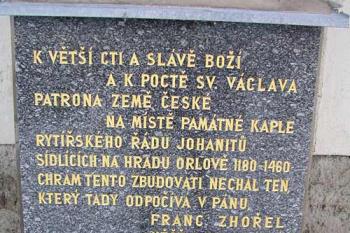 K VĚTŠÍ CTI A SLÁVĚ BOŽÍ
A K POCTĚ SV. VÁCLAVA
PATRONA ZEMĚ ČESKÉ
NA MÍSTĚ PAMÁTNÉ KAPLE
RYTÍŘSKÉHO ŘÁDU JOHANITŮ
SÍDLÍCÍCH NA HRADU ORLOVĚ 1180-1460
CHRÁM TENTO ZBUDOVATI NECHAL TEN
KTERÝ TADY ODPOČÍVÁ V PÁNU,
FRANC. ZHOŘEL